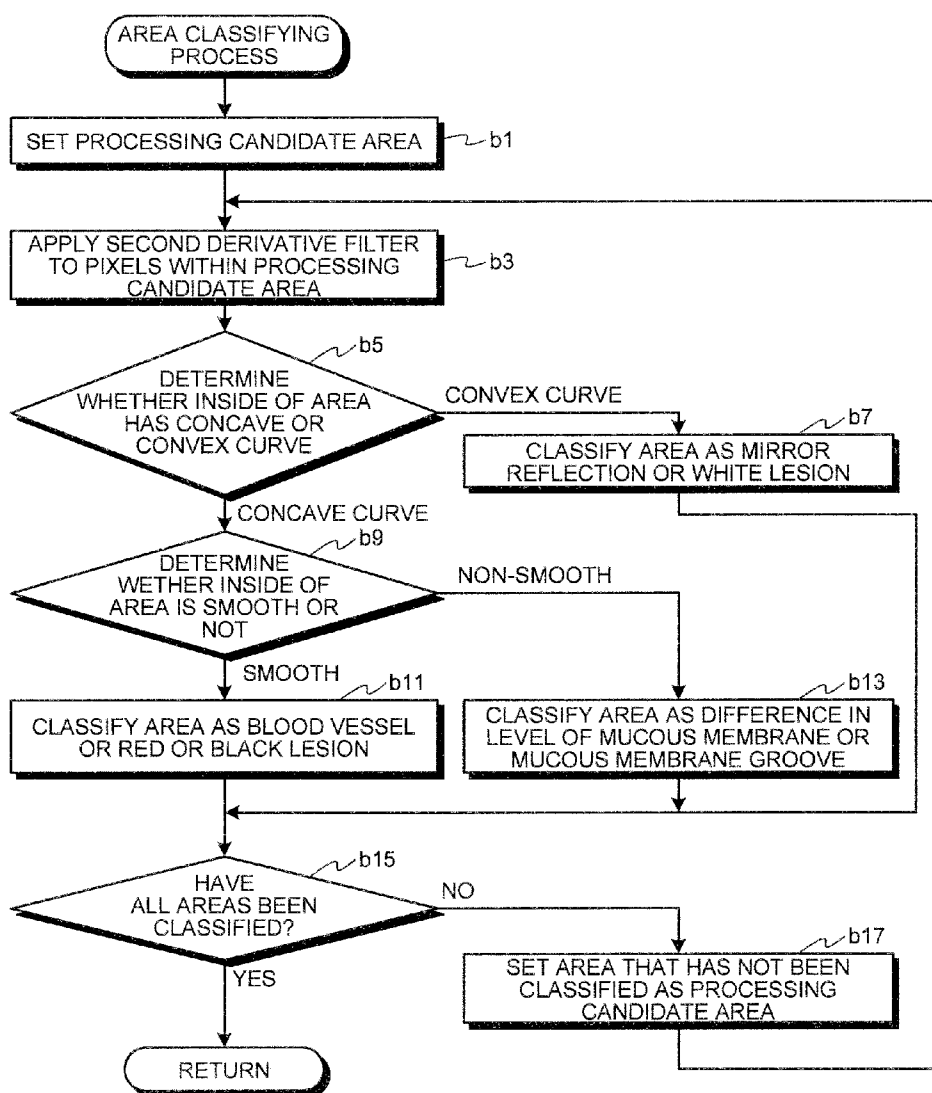 AREA CLASSIFYING
PROCESS
SET PROCESSING CANDIDATE AREA
b1
APPLY SECOND DERIVATIVE FILTER
TO PIXELS WITHIN PROCESSING
CANDIDATE AREA
b3
b5
DETERMINE
WHETHER INSIDE OF AREA
HAS CONCAVE OR
CONVEX CURVE
CONVEX CURVE
b7
CLASSIFY AREA AS MIRROR
REFLECTION OR WHITE LESION
CONCAVE CURVE
b9
DETERMINE
WETHER INSIDE OF
AREA IS SMOOTH OR
NOT
NON-SMOOTH
SMOOTH
b11
CLASSIFY AREA AS BLOOD VESSEL
OR RED OR BLACK LESION
b13
CLASSIFY AREA AS DIFFERENCE IN
LEVEL OF MUCOUS MEMBRANE OR
MUCOUS MEMBRANE GROOVE
b15
HAVE
ALL AREAS BEEN
CLASSIFIED?
NO
b17
SET AREA THAT HAS NOT BEEN
CLASSIFIED AS PROCESSING
CANDIDATE AREA
YES
RETURN